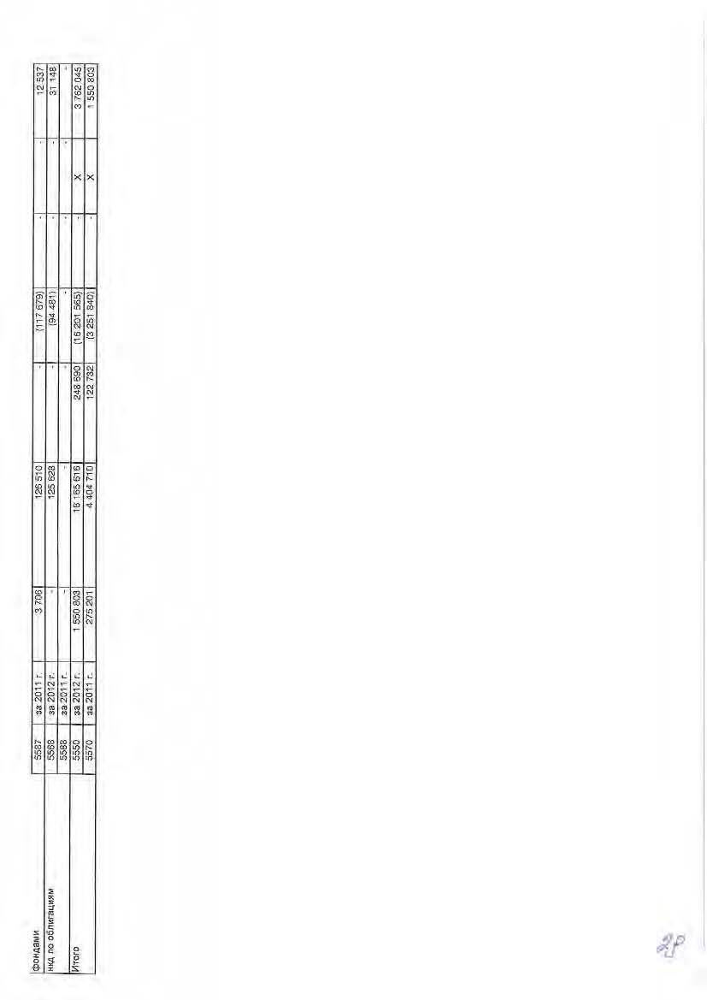 фондами 5587 за 2011 г. 3 706 126 510 - (117 679) - - 12 537
нкд по облигациям 5568 за 2012 г. - 125 628 - (94 481) - - 31 148
5588 за 2011 г. - - - - - - -
Итого 5550 за 2012 г. 1 550 803 18 165 616 248 690 (16 201 565) - X 3 762 045
5570 за 2011 г. 275 201 4 404 710 122 732 (3 251 840) - X 1 550 803